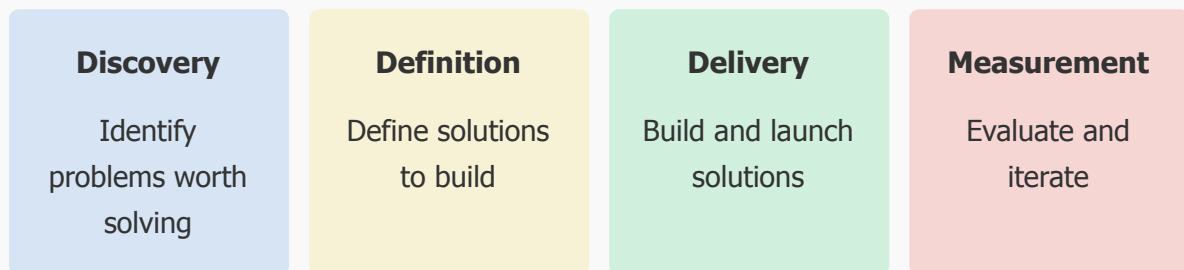 Discovery
Identify
problems worth
solving
Definition
Define solutions
to build
Delivery
Build and launch
solutions
Measurement
Evaluate and
iterate